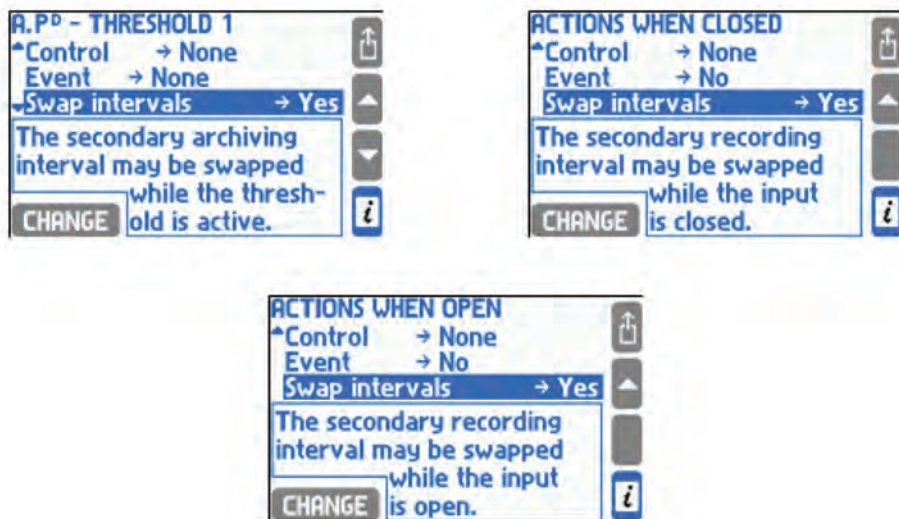 A.Pᴰ - THRESHOLD 1
Control → None
Event → None
Swap intervals → Yes
The secondary archiving
interval may be swapped
while the thresh-
old is active.
CHANGE
i
ACTIONS WHEN CLOSED
Control → None
Event → No
Swap intervals → Yes
The secondary recording
interval may be swapped
while the input
is closed.
CHANGE
i
ACTIONS WHEN OPEN
Control → None
Event → No
Swap intervals → Yes
The secondary recording
interval may be swapped
while the input
is open.
CHANGE
i